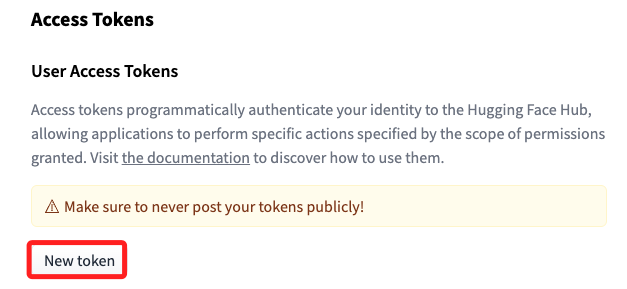 Access Tokens
User Access Tokens
Access tokens programmatically authenticate your identity to the Hugging Face Hub,
allowing applications to perform specific actions specified by the scope of permissions
granted. Visit the documentation to discover how to use them.
⚠ Make sure to never post your tokens publicly!
New token